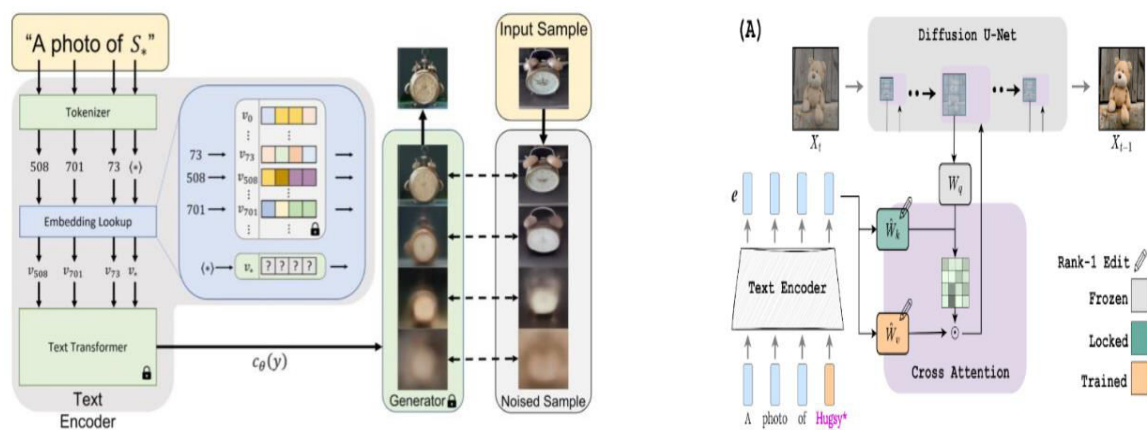 “A photo of S*”
Tokenizer
508 701 73 (*)
Embedding Lookup
v508 v701 v73 v*
Text Transformer
Text
Encoder
v0
73 v73
508 v508
701 v701
(*) v* ? ? ? ?
cθ(y)
Generator
Input Sample
Noised Sample
(A)
Diffusion U-Net
Xt
Xt-1
Wq
e
Ŵk
Text Encoder
Ŵv
Cross Attention
A photo of Hugsy*
Rank-1 Edit
Frozen
Locked
Trained